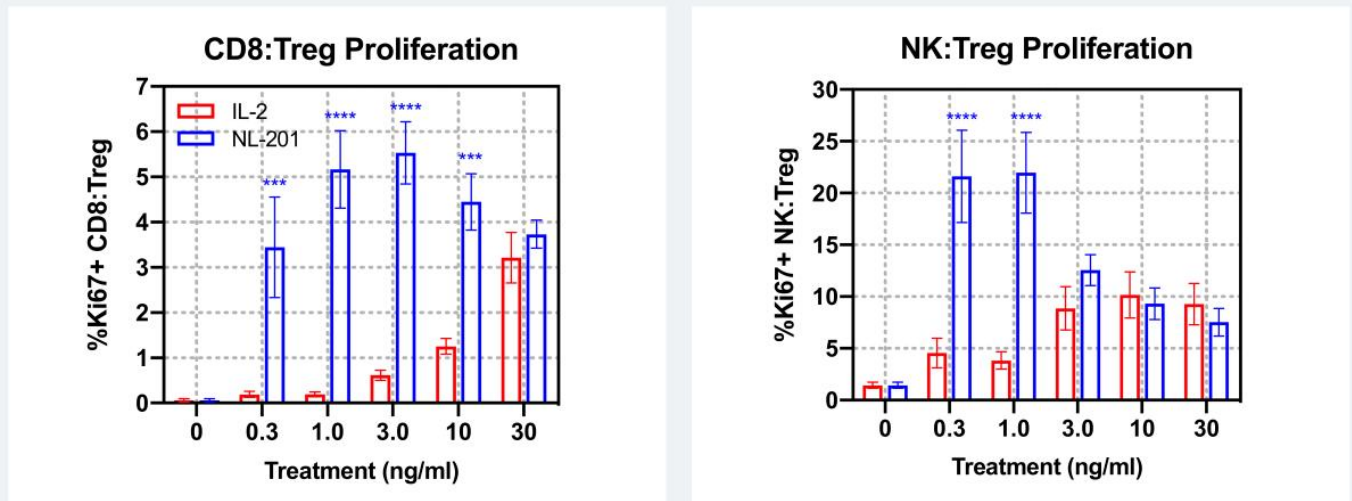 CD8:Treg Proliferation
%Ki67+ CD8:Treg
7
6
5
4
3
2
1
0
IL-2
NL-201
***
****
****
***
0 0.3 1.0 3.0 10 30
Treatment (ng/ml)
NK:Treg Proliferation
%Ki67+ NK:Treg
30
25
20
15
10
5
0
****
****
0 0.3 1.0 3.0 10 30
Treatment (ng/ml)